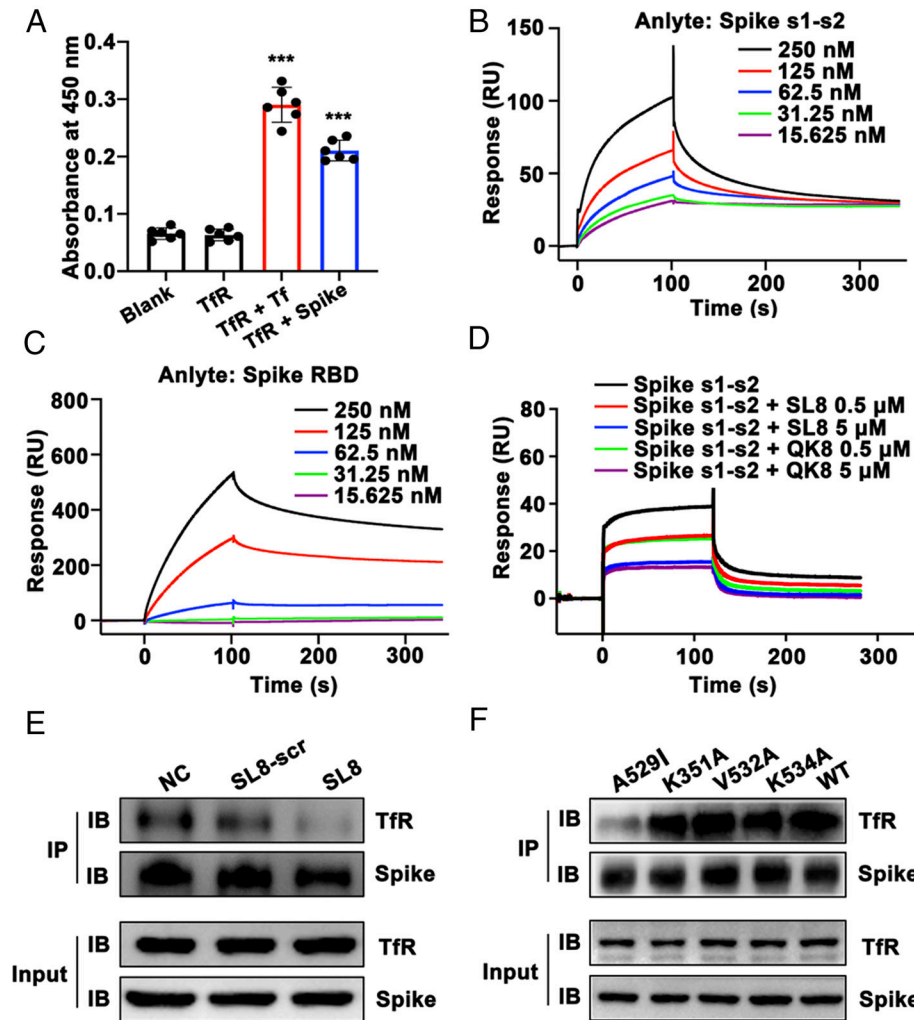 A
Absorbance at 450 nm
0.4
0.3
0.2
0.1
0.0
***
***
Blank
TfR
TfR + Tf
TfR + Spike
B
Anlyte: Spike s1-s2
Response (RU)
150
100
50
0
250 nM
125 nM
62.5 nM
31.25 nM
15.625 nM
0 100 200 300
Time (s)
C
Anlyte: Spike RBD
Response (RU)
800
600
400
200
0
250 nM
125 nM
62.5 nM
31.25 nM
15.625 nM
0 100 200 300
Time (s)
D
Response (RU)
80
60
40
20
0
Spike s1-s2
Spike s1-s2 + SL8 0.5 μM
Spike s1-s2 + SL8 5 μM
Spike s1-s2 + QK8 0.5 μM
Spike s1-s2 + QK8 5 μM
0 100 200 300
Time (s)
E
NC SL8-scr SL8
IP
IB TfR
IB Spike
Input
IB TfR
IB Spike
F
A529I K351A V532A K534A WT
IP
IB TfR
IB Spike
Input
IB TfR
IB Spike